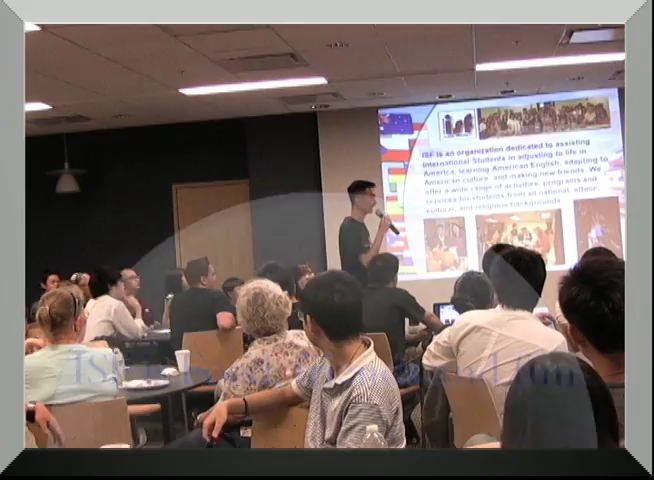 ISF is an organization dedicated to assisting
International Students in adjusting to life in
America, learning American English, adapting to
American culture, and making new friends. We
offer a wide range of activities, programs and
services for students from all national, ethnic,
cultural, and religious backgrounds.